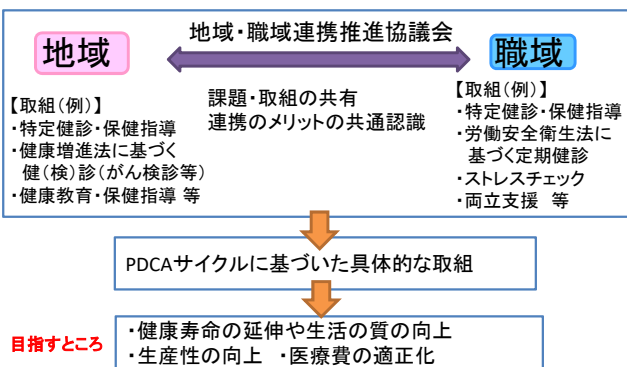 地域・職域連携推進協議会
地域
職域
【取組(例)】
・特定健診・保健指導
・健康増進法に基づく
健(検)診(がん検診等)
・健康教育・保健指導 等
課題・取組の共有
連携のメリットの共通認識
【取組(例)】
・特定健診・保健指導
・労働安全衛生法に
基づく定期健診
・ストレスチェック
・両立支援 等
PDCAサイクルに基づいた具体的な取組
目指すところ
・健康寿命の延伸や生活の質の向上
・生産性の向上 ・医療費の適正化